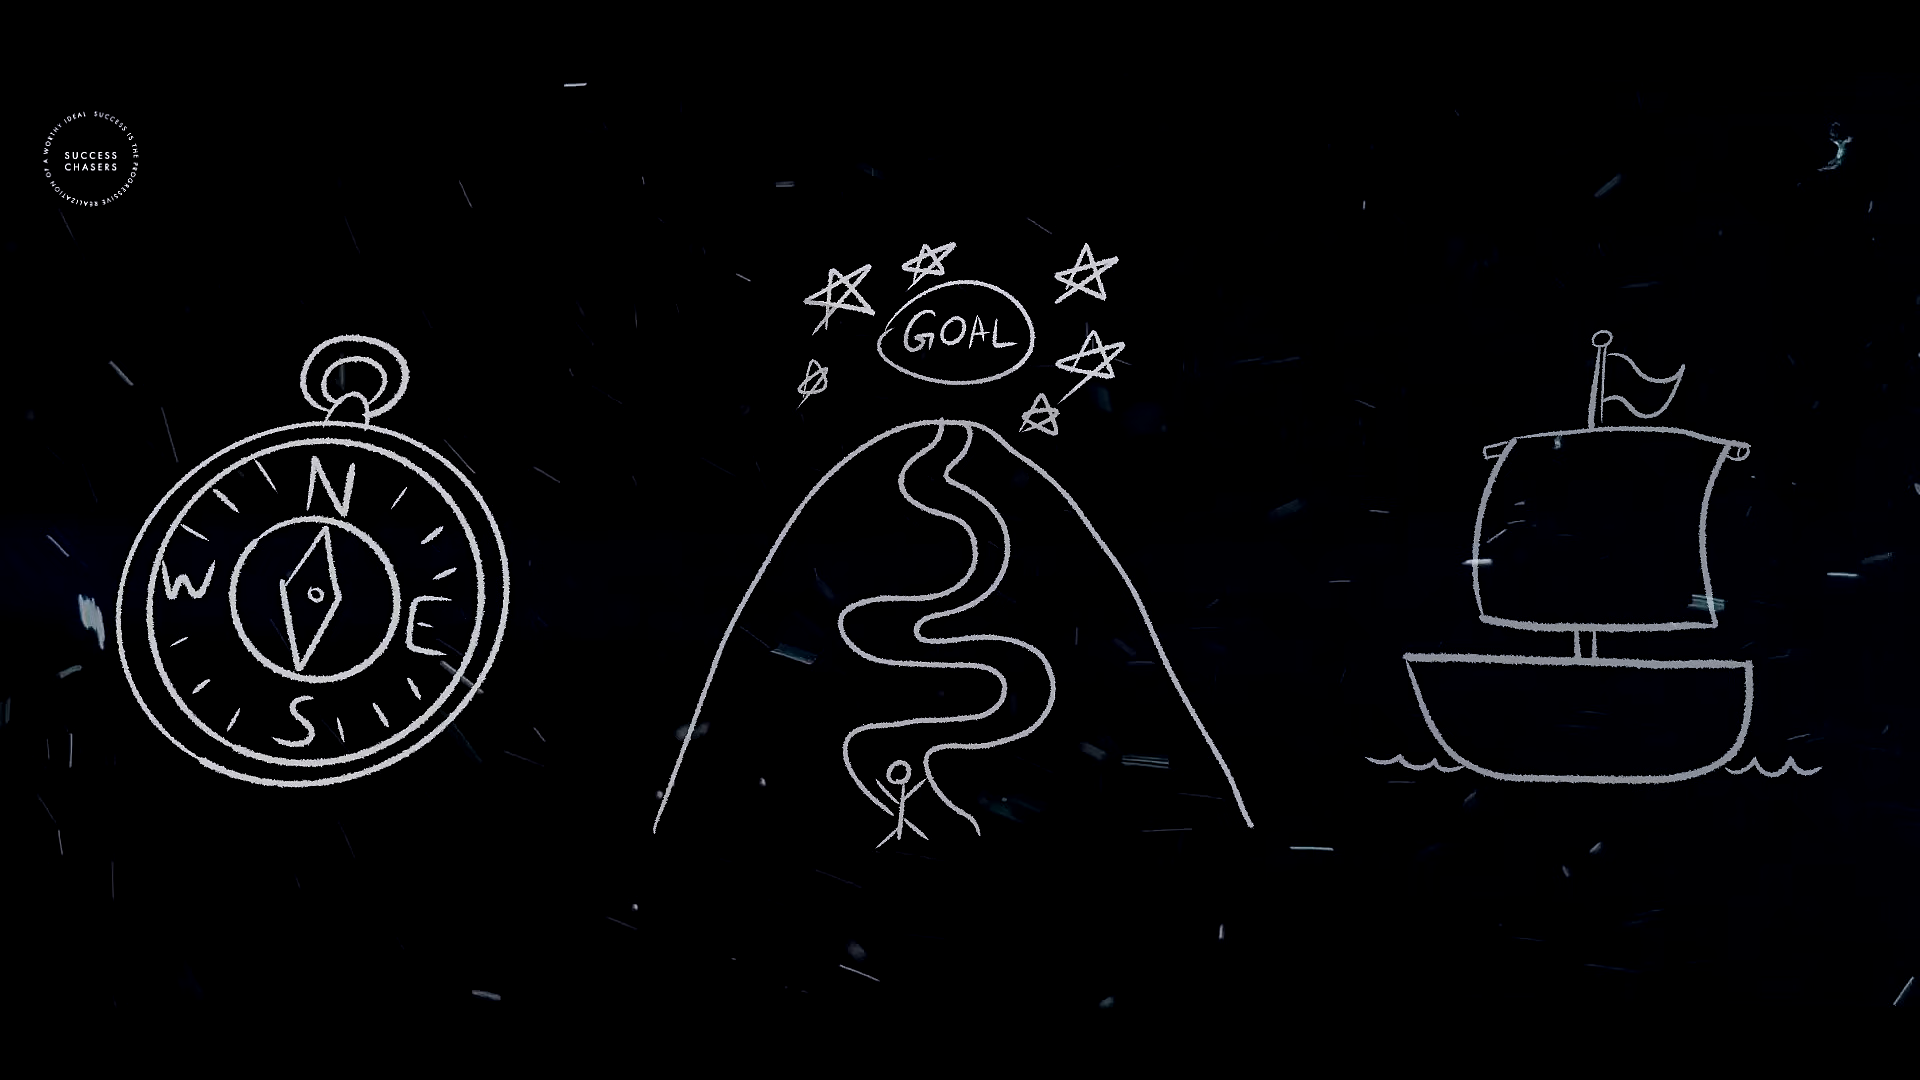 SUCCESS IS THE PROGRESSIVE REALIZATION OF A WORTHY IDEAL
SUCCESS
CHASERS
GOAL
N
W
E
S